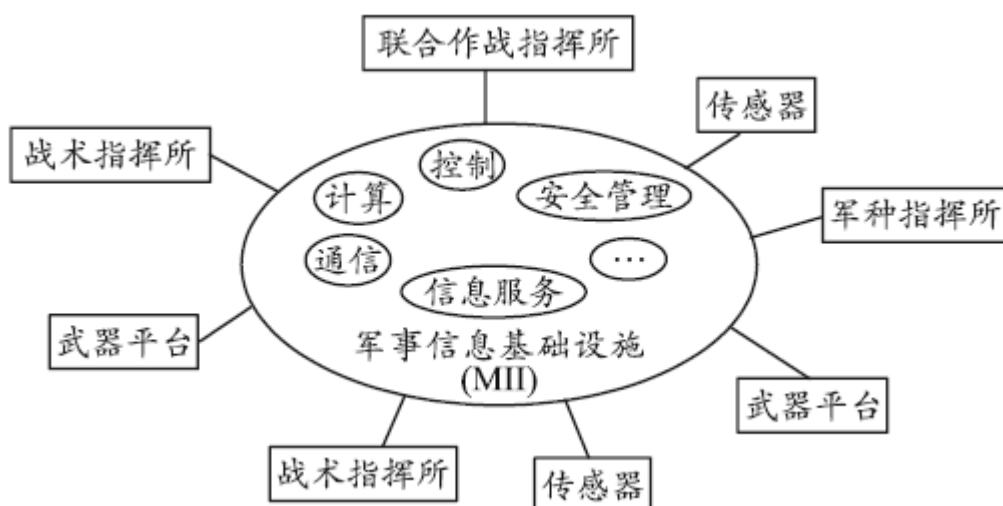 联合作战指挥所
传感器
战术指挥所
控制
计算
安全管理
军种指挥所
通信
…
信息服务
武器平台
军事信息基础设施
(MII)
武器平台
战术指挥所
传感器